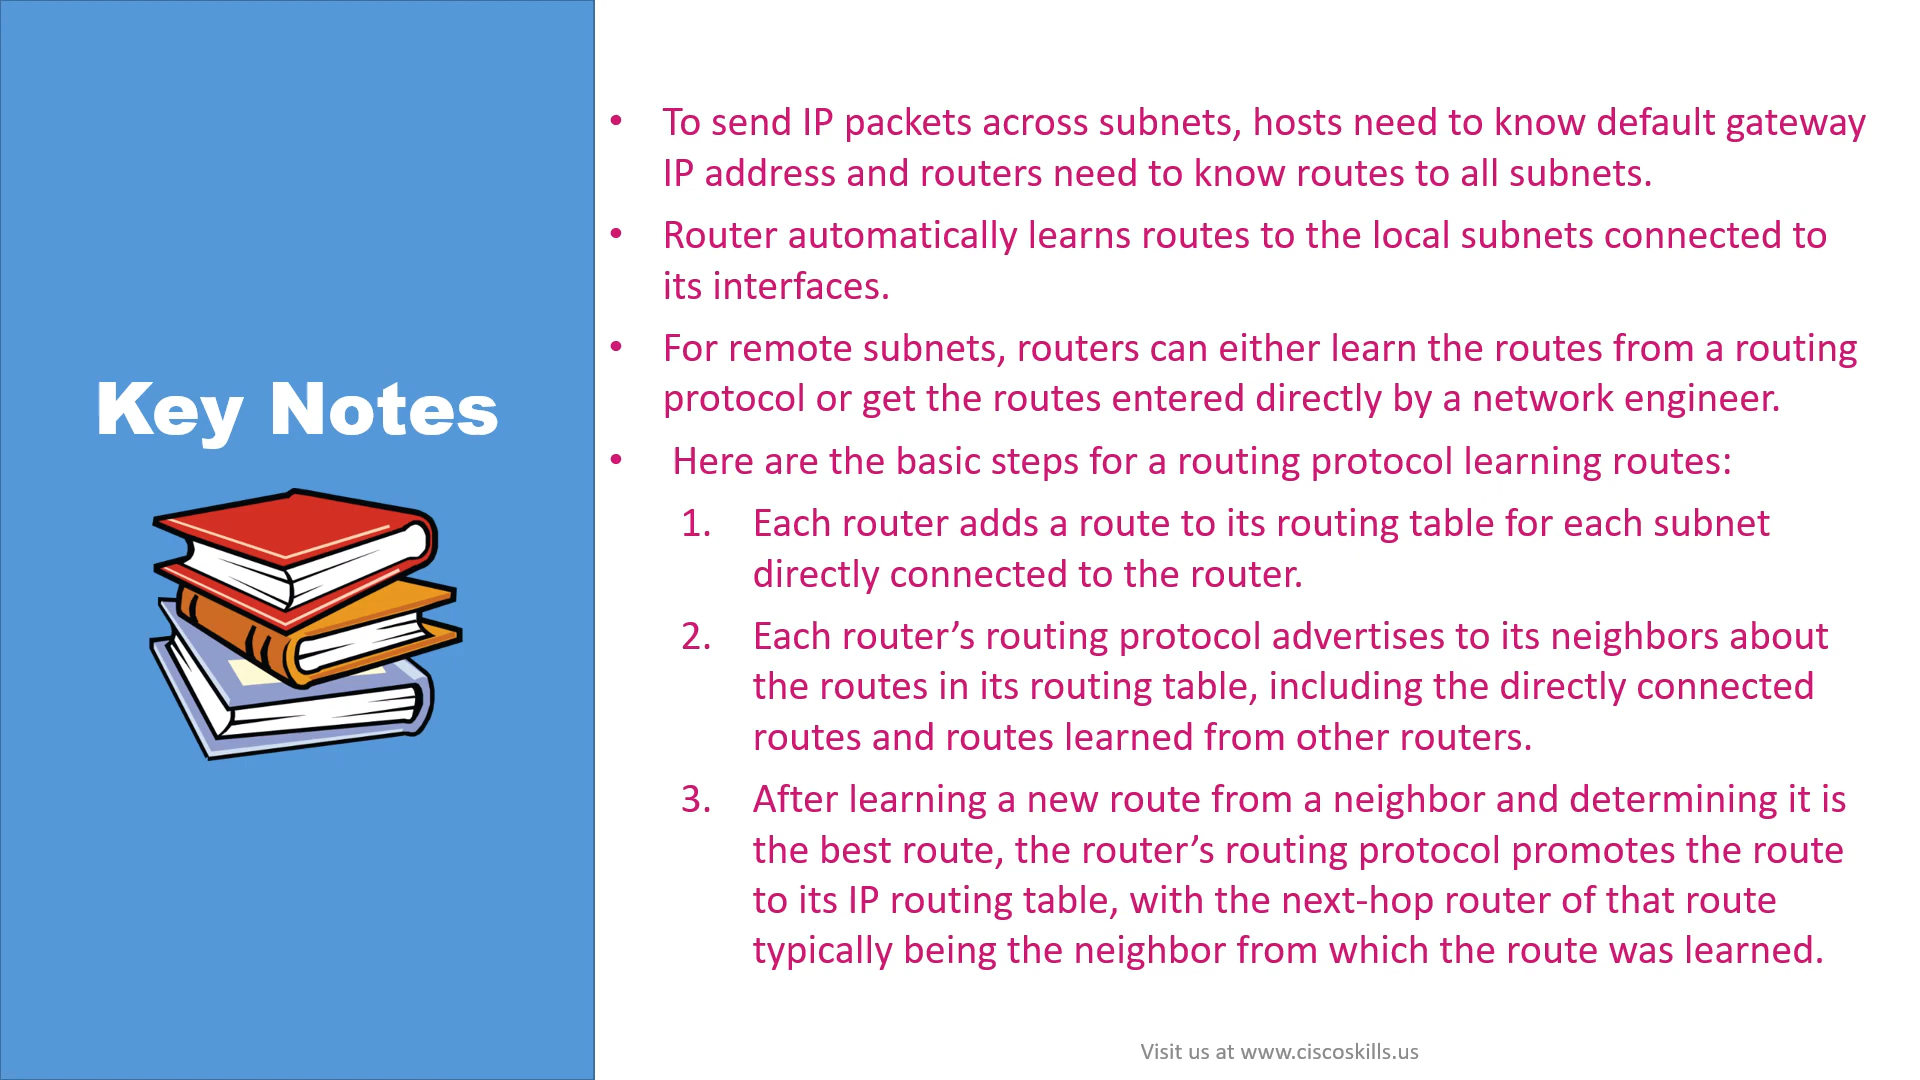 Key Notes
• To send IP packets across subnets, hosts need to know default gateway
IP address and routers need to know routes to all subnets.
• Router automatically learns routes to the local subnets connected to
its interfaces.
• For remote subnets, routers can either learn the routes from a routing
protocol or get the routes entered directly by a network engineer.
• Here are the basic steps for a routing protocol learning routes:
1. Each router adds a route to its routing table for each subnet
directly connected to the router.
2. Each router’s routing protocol advertises to its neighbors about
the routes in its routing table, including the directly connected
routes and routes learned from other routers.
3. After learning a new route from a neighbor and determining it is
the best route, the router’s routing protocol promotes the route
to its IP routing table, with the next-hop router of that route
typically being the neighbor from which the route was learned.
Visit us at www.ciscoskills.us